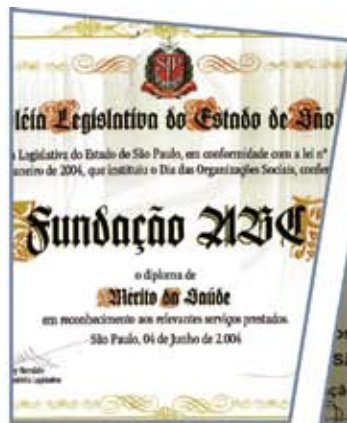 léia Legislativa do Estado de São
Legislativa do Estado de São Paulo, em conformidade com a lei nº
aneiro de 2004, que instituiu o Dia das Organizações Sociais, confer
Fundação ABC
o diploma de
Mérito da Saúde
em reconhecimento aos relevantes serviços prestados.
São Paulo, 04 de Junho de 2.004